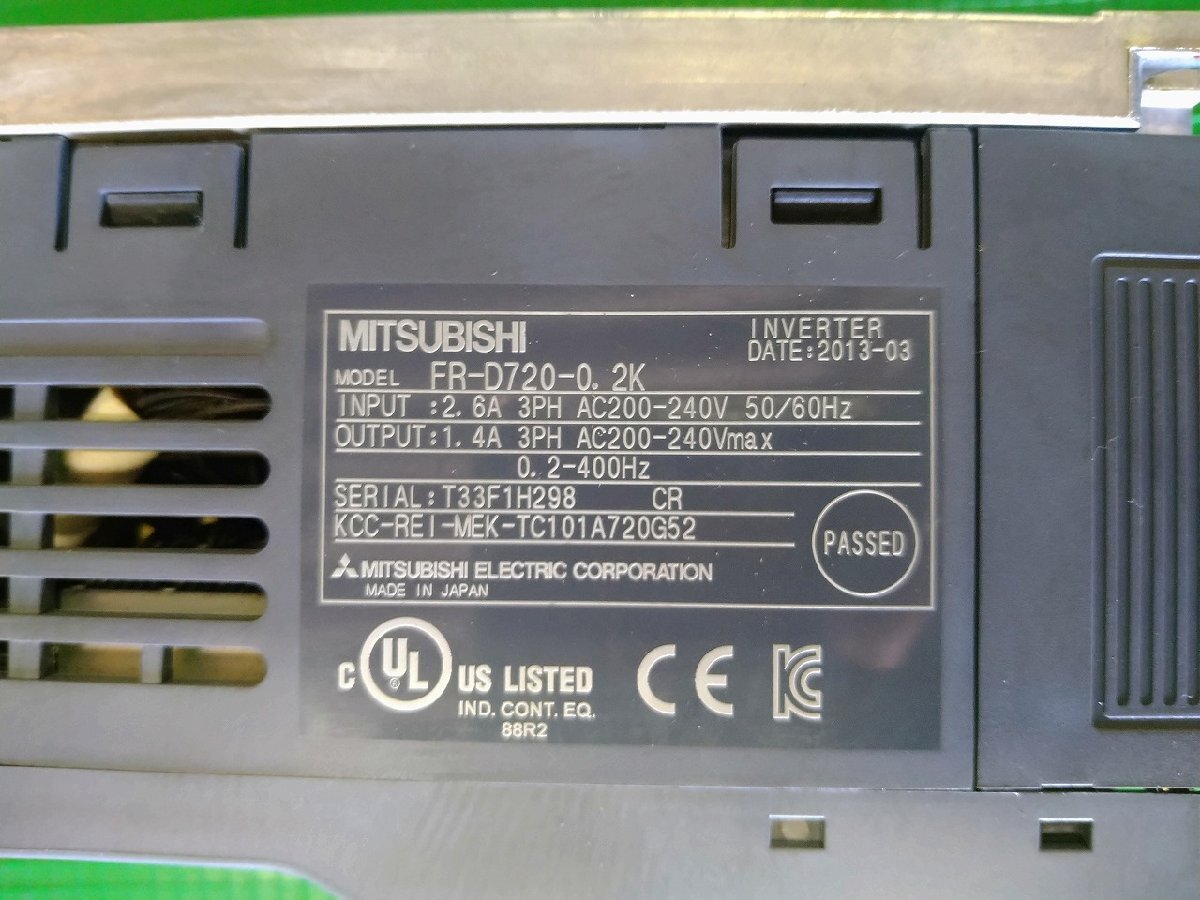 MITSUBISHI
INVERTER
DATE:2013-03
MODEL FR-D720-0.2K
INPUT :2.6A 3PH AC200-240V 50/60Hz
OUTPUT:1.4A 3PH AC200-240Vmax
0.2-400Hz
SERIAL:T33F1H298 CR
KCC-REI-MEK-TC101A720G52
PASSED
MITSUBISHI ELECTRIC CORPORATION
MADE IN JAPAN
C UL® US LISTED
IND. CONT. EQ.
88R2
CE
KC